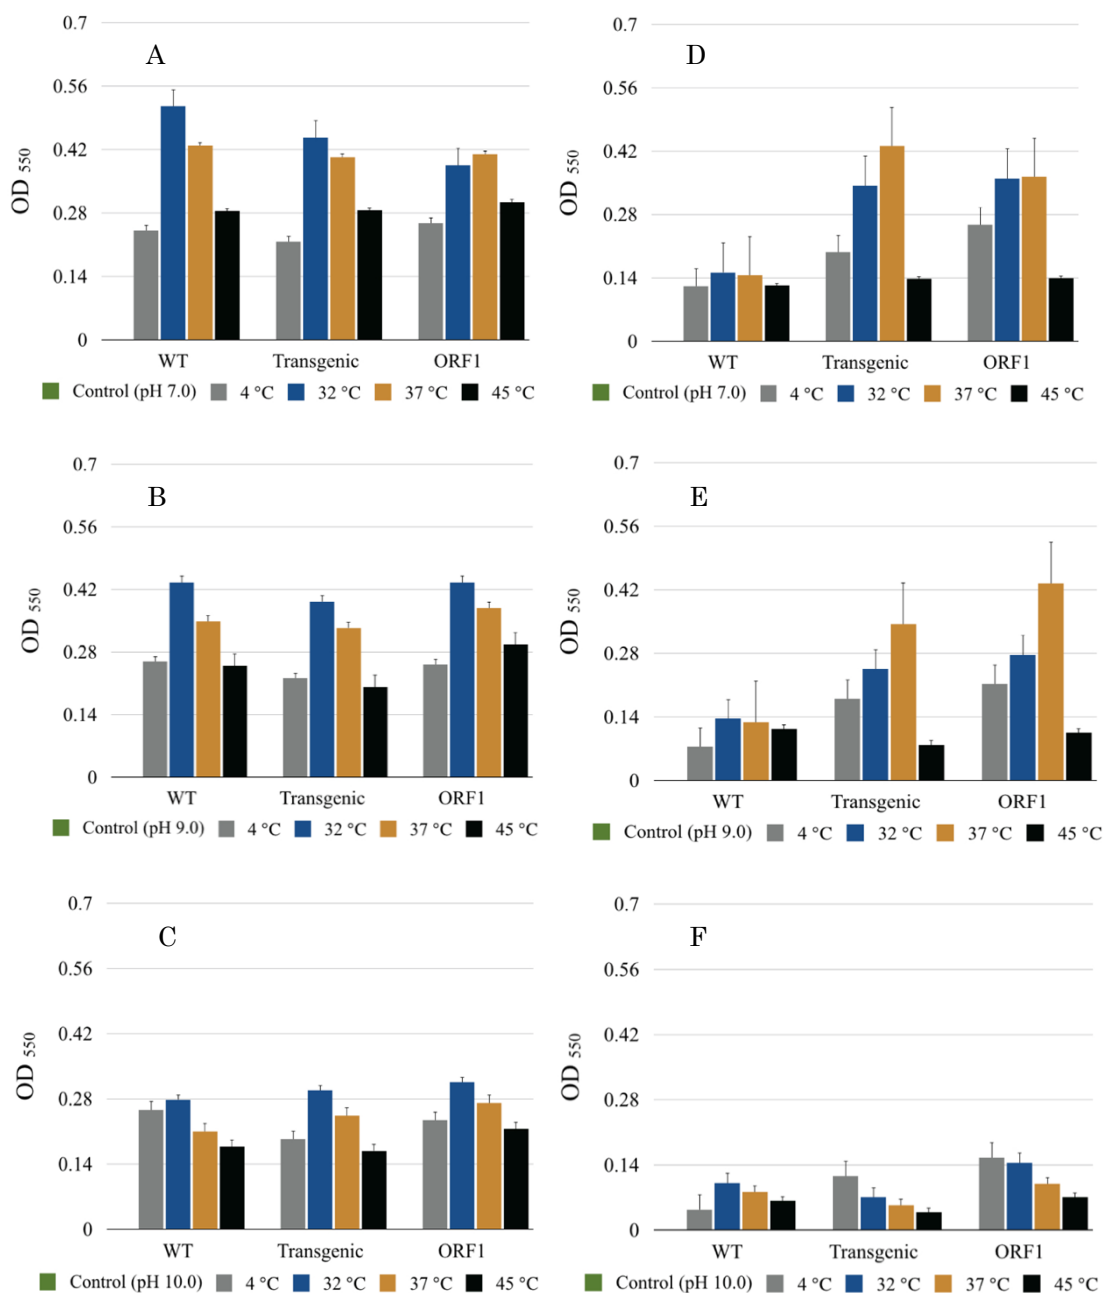 A
0.7
0.56
0.42
0.28
0.14
0
OD 550
WT Transgenic ORF1
Control (pH 7.0) 4 °C 32 °C 37 °C 45 °C
D
0.7
0.56
0.42
0.28
0.14
0
OD 550
WT Transgenic ORF1
Control (pH 7.0) 4 °C 32 °C 37 °C 45 °C
B
0.7
0.56
0.42
0.28
0.14
0
OD 550
WT Transgenic ORF1
Control (pH 9.0) 4 °C 32 °C 37 °C 45 °C
E
0.7
0.56
0.42
0.28
0.14
0
OD 550
WT Transgenic ORF1
Control (pH 9.0) 4 °C 32 °C 37 °C 45 °C
C
0.7
0.56
0.42
0.28
0.14
0
OD 550
WT Transgenic ORF1
Control (pH 10.0) 4 °C 32 °C 37 °C 45 °C
F
0.7
0.56
0.42
0.28
0.14
0
OD 550
WT Transgenic ORF1
Control (pH 10.0) 4 °C 32 °C 37 °C 45 °C